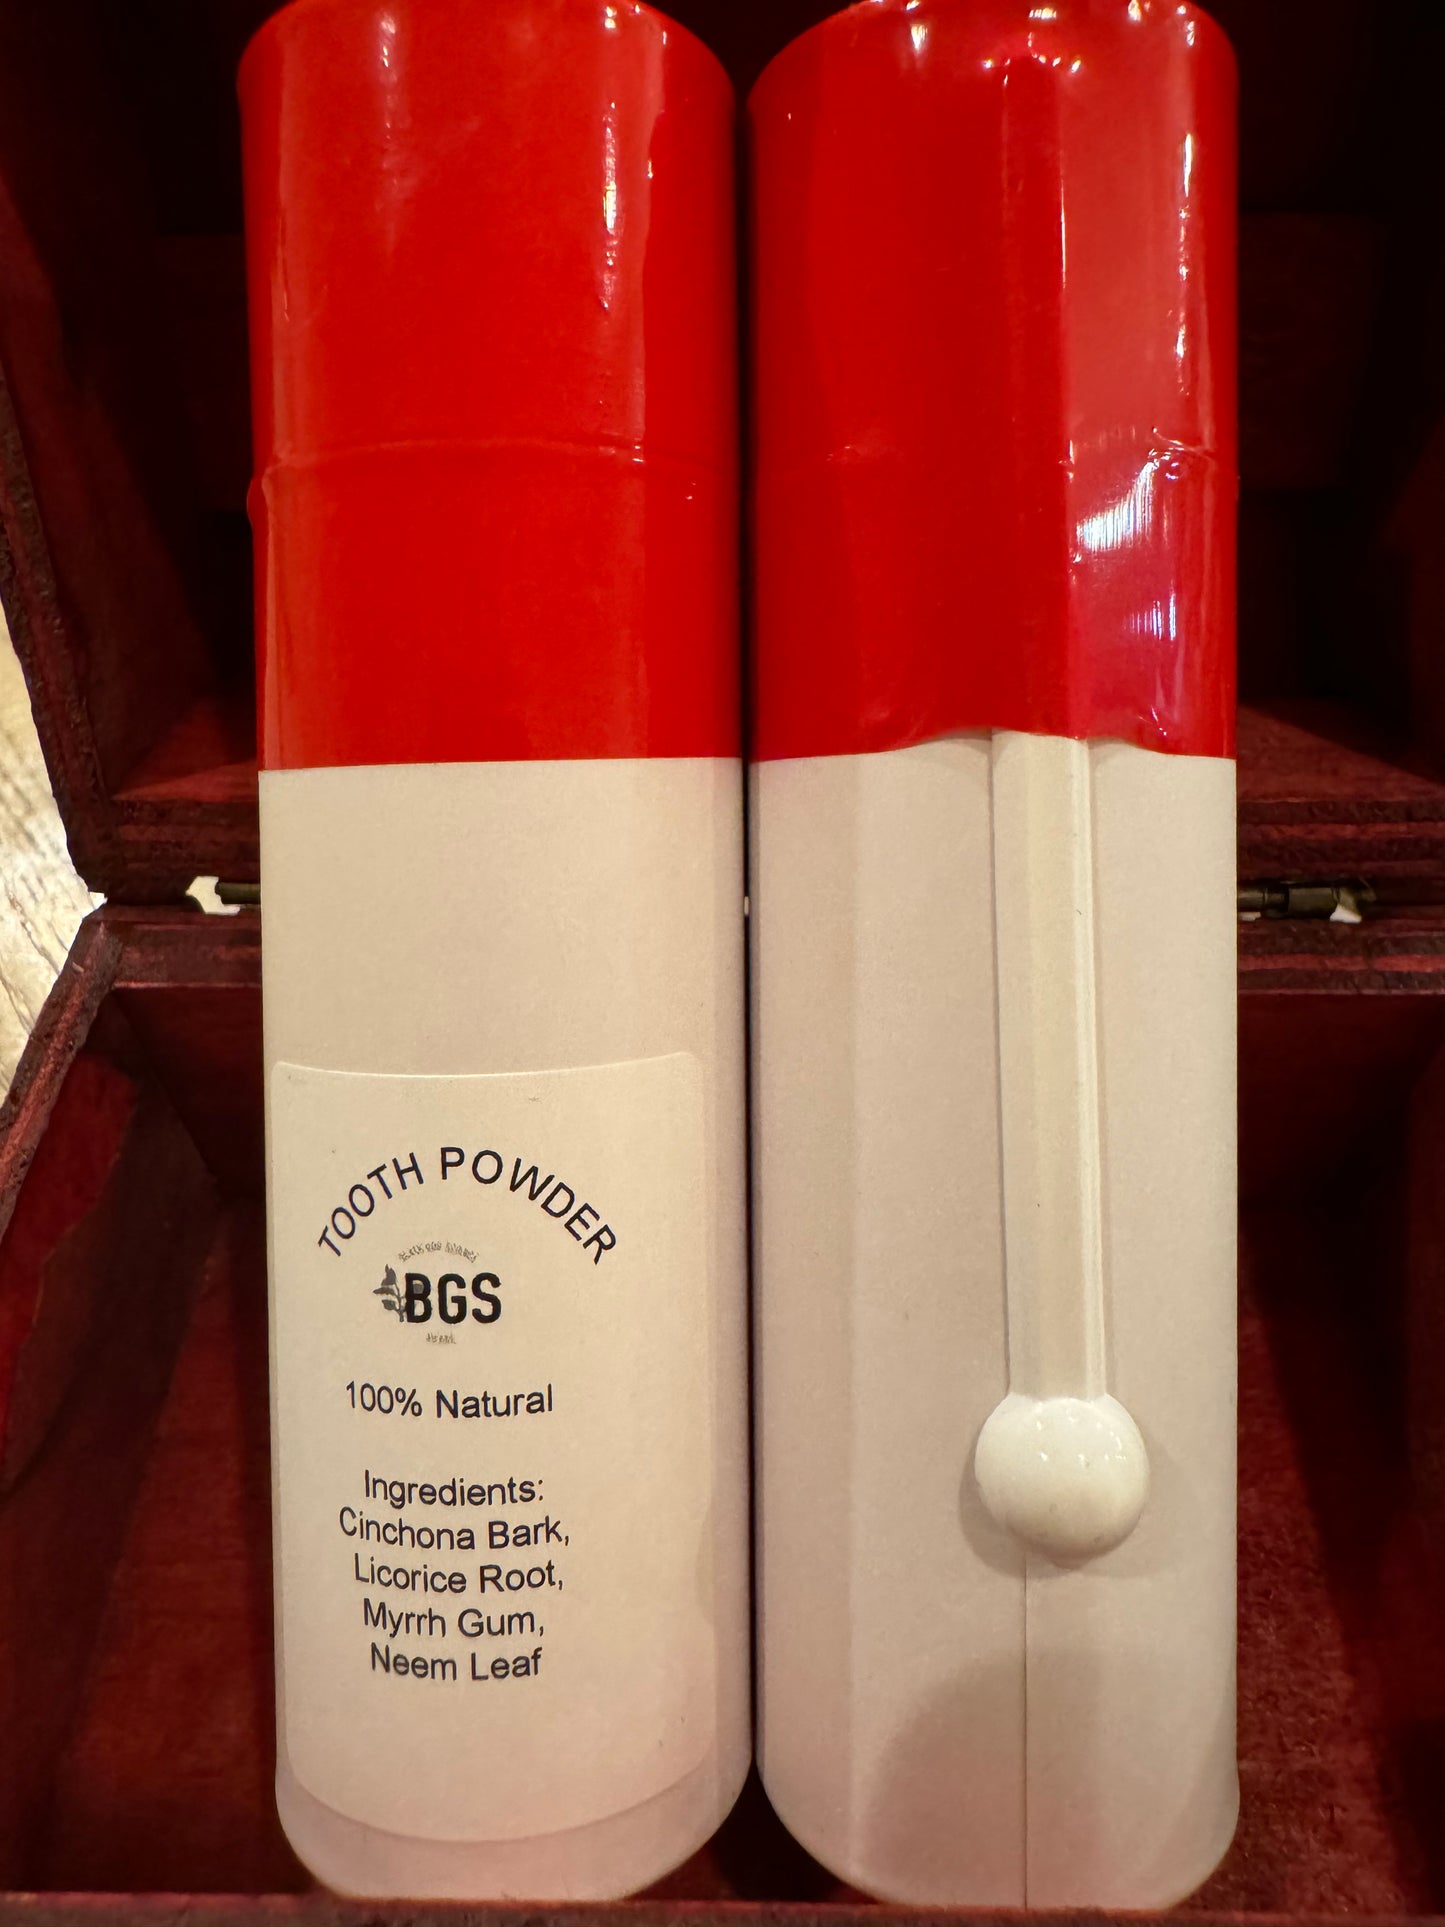 TOOTH POWDER
BGS
100% Natural
Ingredients:
Cinchona Bark,
Licorice Root,
Myrrh Gum,
Neem Leaf